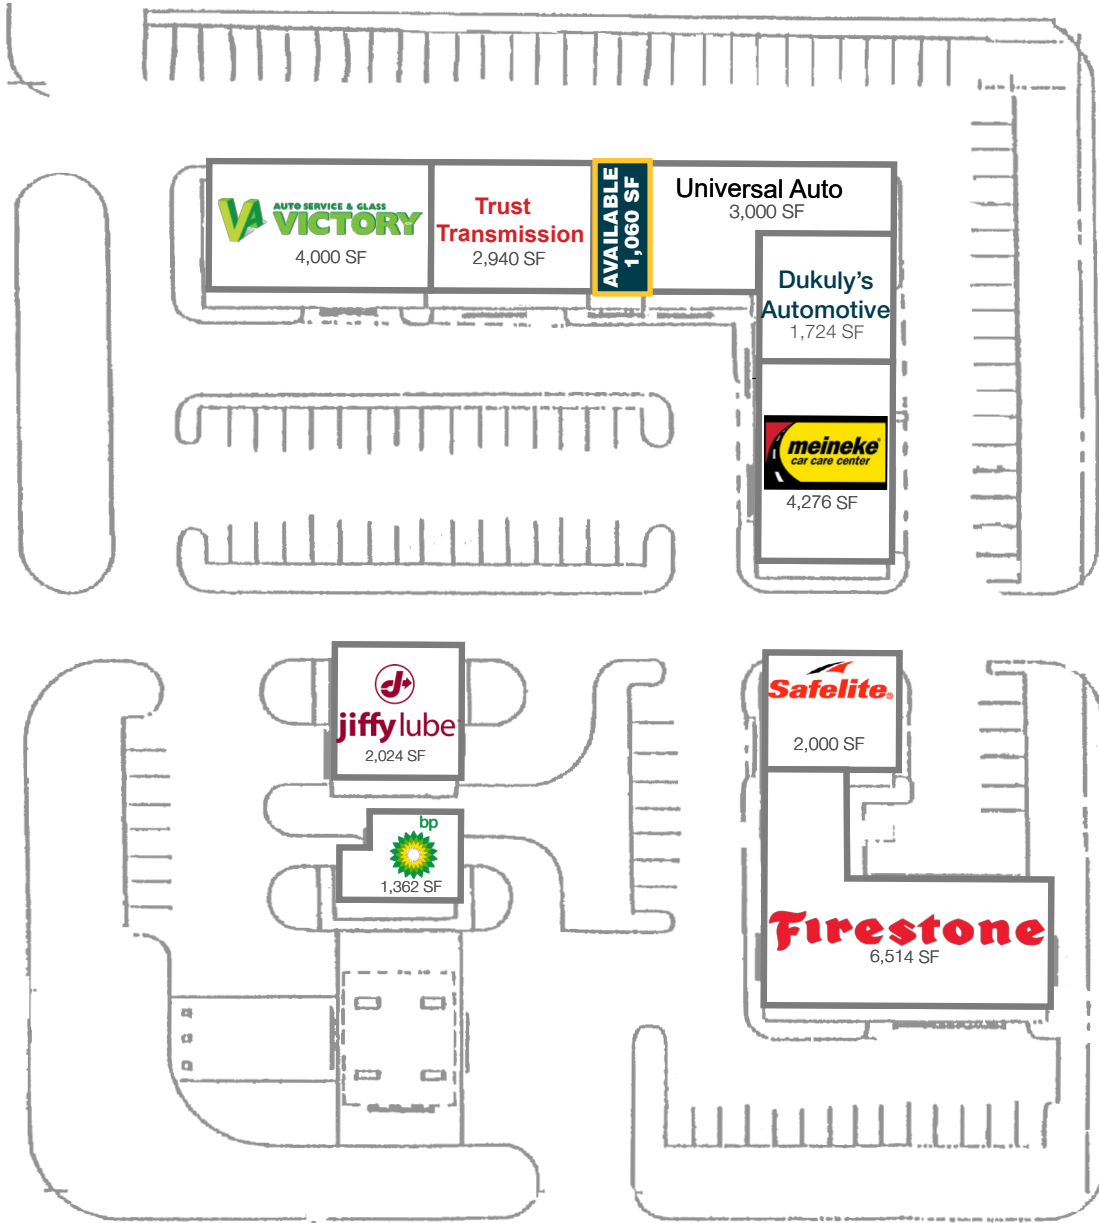 VA AUTO SERVICE & GLASS
VICTORY
4,000 SF
Trust
Transmission
2,940 SF
AVAILABLE
1,060 SF
Universal Auto
3,000 SF
Dukuly's
Automotive
1,724 SF
meineke®
car care center
4,276 SF
jiffy lube
2,024 SF
Safelite®
2,000 SF
bp
1,362 SF
Firestone
6,514 SF